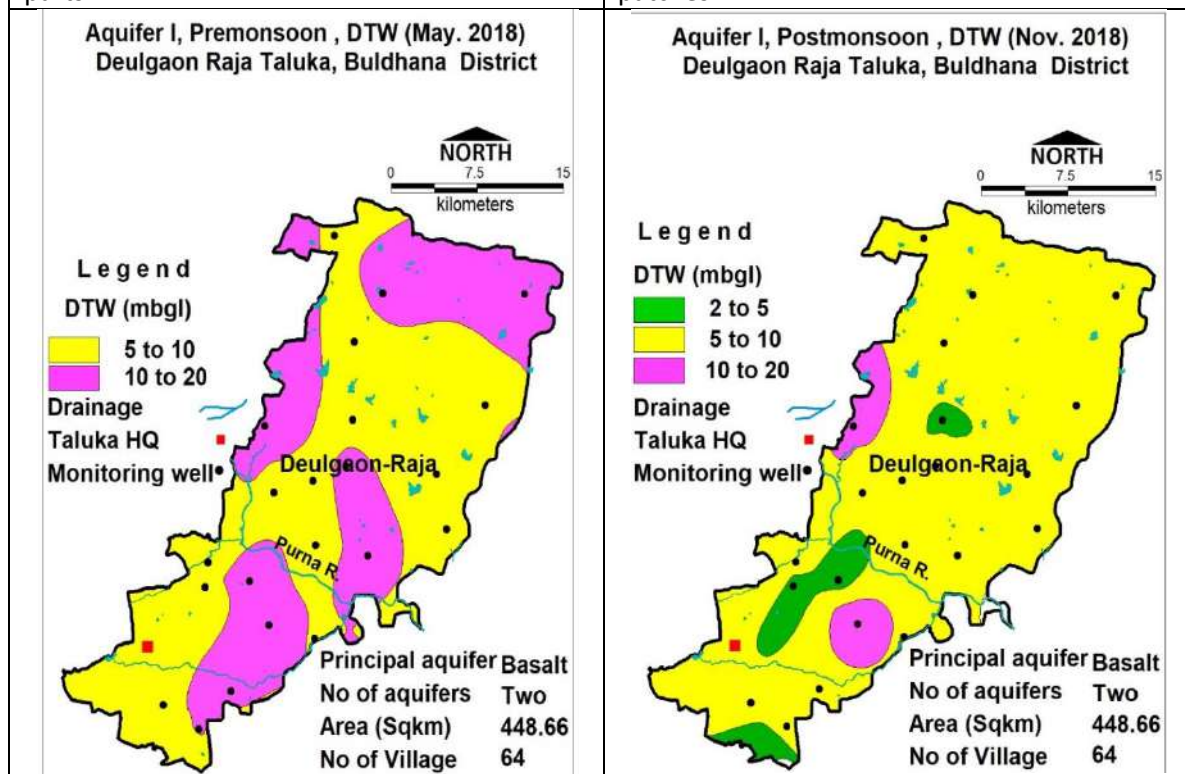 Aquifer I, Premonsoon , DTW (May. 2018)
Deulgaon Raja Taluka, Buldhana District
NORTH
0 7.5 15
kilometers
Legend
DTW (mbgl)
5 to 10
10 to 20
Drainage
Taluka HQ
Monitoring well
Deulgaon-Raja
Purna R.
Principal aquifer Basalt
No of aquifers Two
Area (Sqkm) 448.66
No of Village 64
Aquifer I, Postmonsoon , DTW (Nov. 2018)
Deulgaon Raja Taluka, Buldhana District
NORTH
0 7.5 15
kilometers
Legend
DTW (mbgl)
2 to 5
5 to 10
10 to 20
Drainage
Taluka HQ
Monitoring well
Deulgaon-Raja
Purna R.
Principal aquifer Basalt
No of aquifers Two
Area (Sqkm) 448.66
No of Village 64